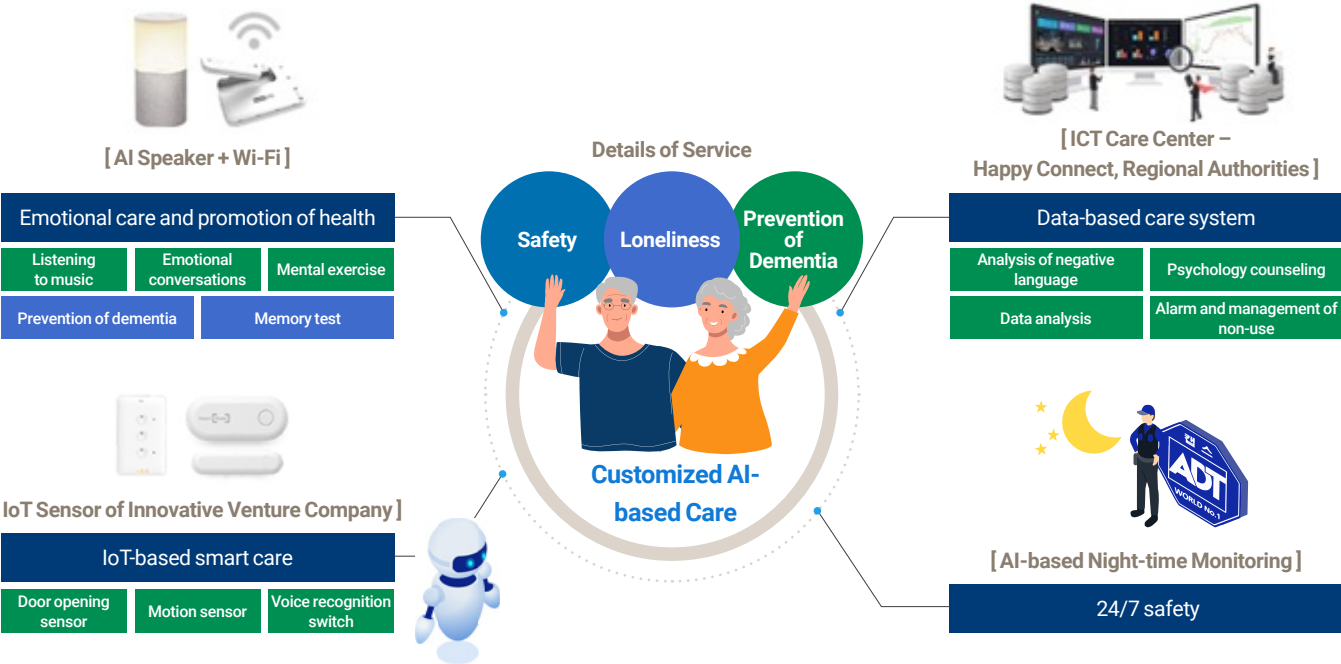 [ AI Speaker + Wi-Fi ]
Emotional care and promotion of health
Listening
to music
Emotional
conversations
Mental exercise
Prevention of dementia
Memory test
IoT Sensor of Innovative Venture Company ]
IoT-based smart care
Door opening
sensor
Motion sensor
Voice recognition
switch
Details of Service
Safety
Loneliness
Prevention
of
Dementia
Customized AI-
based Care
[ ICT Care Center –
Happy Connect, Regional Authorities ]
Data-based care system
Analysis of negative
language
Psychology counseling
Data analysis
Alarm and management of
non-use
캡스
ADT
WORLD No.1
[ AI-based Night-time Monitoring ]
24/7 safety